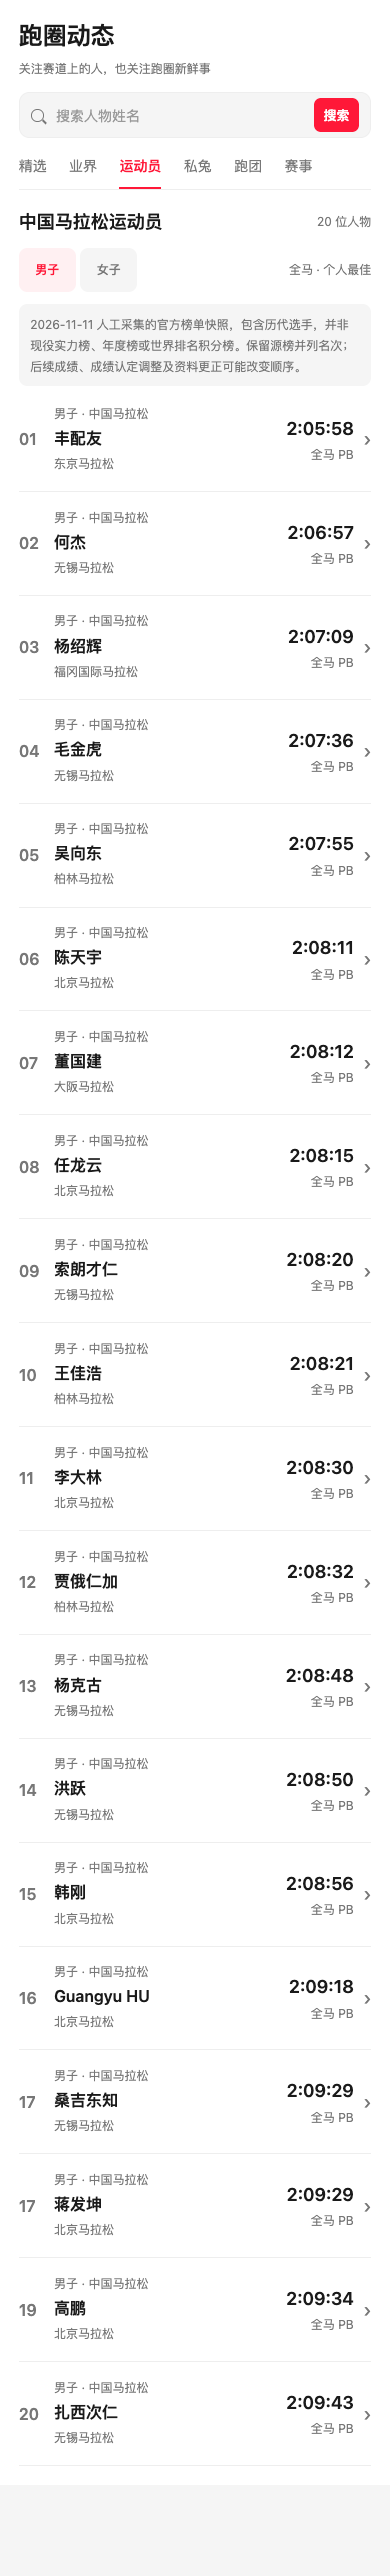 跑圈动态
关注赛道上的人，也关注跑圈新鲜事
搜索人物姓名 搜索
精选 业界 运动员 私兔 跑团 赛事
中国马拉松运动员 20 位人物
男子 女子 全马 · 个人最佳
2026-11-11 人工采集的官方榜单快照，包含历代选手，并非
现役实力榜、年度榜或世界排名积分榜。保留源榜并列名次；
后续成绩、成绩认定调整及资料更正可能改变顺序。
男子 · 中国马拉松
01 丰配友 2:05:58
东京马拉松 全马 PB
男子 · 中国马拉松
02 何杰 2:06:57
无锡马拉松 全马 PB
男子 · 中国马拉松
03 杨绍辉 2:07:09
福冈国际马拉松 全马 PB
男子 · 中国马拉松
04 毛金虎 2:07:36
无锡马拉松 全马 PB
男子 · 中国马拉松
05 吴向东 2:07:55
柏林马拉松 全马 PB
男子 · 中国马拉松
06 陈天宇 2:08:11
北京马拉松 全马 PB
男子 · 中国马拉松
07 董国建 2:08:12
大阪马拉松 全马 PB
男子 · 中国马拉松
08 任龙云 2:08:15
北京马拉松 全马 PB
男子 · 中国马拉松
09 索朗才仁 2:08:20
无锡马拉松 全马 PB
男子 · 中国马拉松
10 王佳浩 2:08:21
柏林马拉松 全马 PB
男子 · 中国马拉松
11 李大林 2:08:30
北京马拉松 全马 PB
男子 · 中国马拉松
12 贾俄仁加 2:08:32
柏林马拉松 全马 PB
男子 · 中国马拉松
13 杨克古 2:08:48
无锡马拉松 全马 PB
男子 · 中国马拉松
14 洪跃 2:08:50
无锡马拉松 全马 PB
男子 · 中国马拉松
15 韩刚 2:08:56
北京马拉松 全马 PB
男子 · 中国马拉松
16 Guangyu HU 2:09:18
北京马拉松 全马 PB
男子 · 中国马拉松
17 桑吉东知 2:09:29
无锡马拉松 全马 PB
男子 · 中国马拉松
17 蒋发坤 2:09:29
北京马拉松 全马 PB
男子 · 中国马拉松
19 高鹏 2:09:34
北京马拉松 全马 PB
男子 · 中国马拉松
20 扎西次仁 2:09:43
无锡马拉松 全马 PB